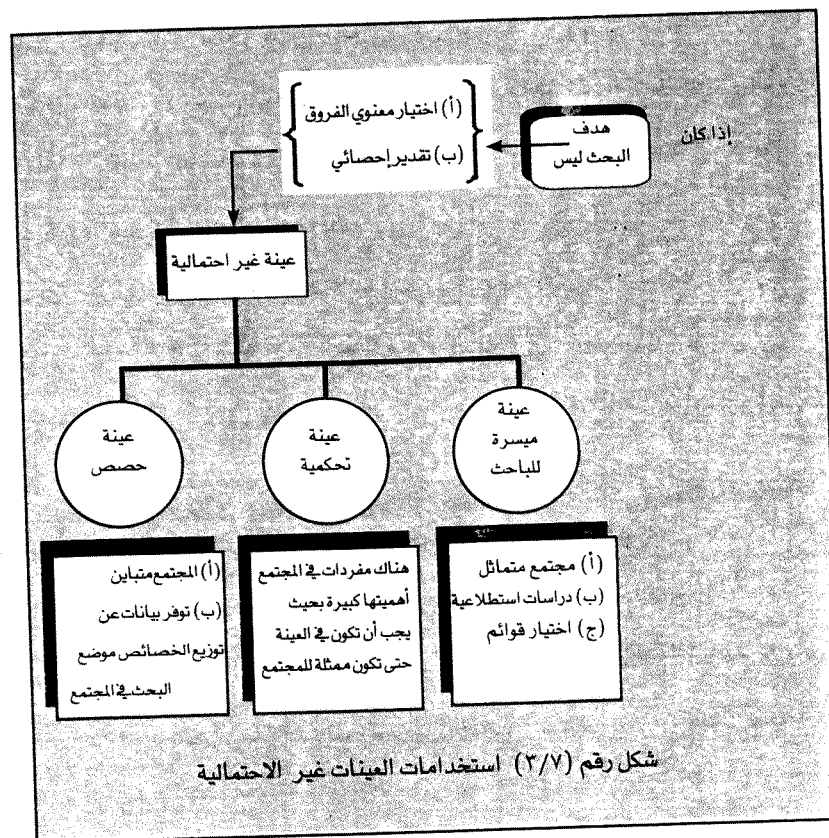 إذا كان
هدف
البحث ليس
(أ) اختيار معنوي الفروق
(ب) تقدير إحصائي
عينة غير احتمالية
عينة
ميسرة
للباحث
عينة
تحكمية
عينة
حصص
(أ) مجتمع متماثل
(ب) دراسات استطلاعية
(ج) اختيار قوائم
هناك مفردات في المجتمع
أهميتها كبيرة بحيث
يجب أن تكون في العينة
حتى تكون ممثلة للمجتمع
(أ) المجتمع متباين
(ب) توفر بيانات عن
توزيع الخصائص موضع
البحث في المجتمع
شكل رقم (٣/٧) استخدامات العينات غير الاحتمالية